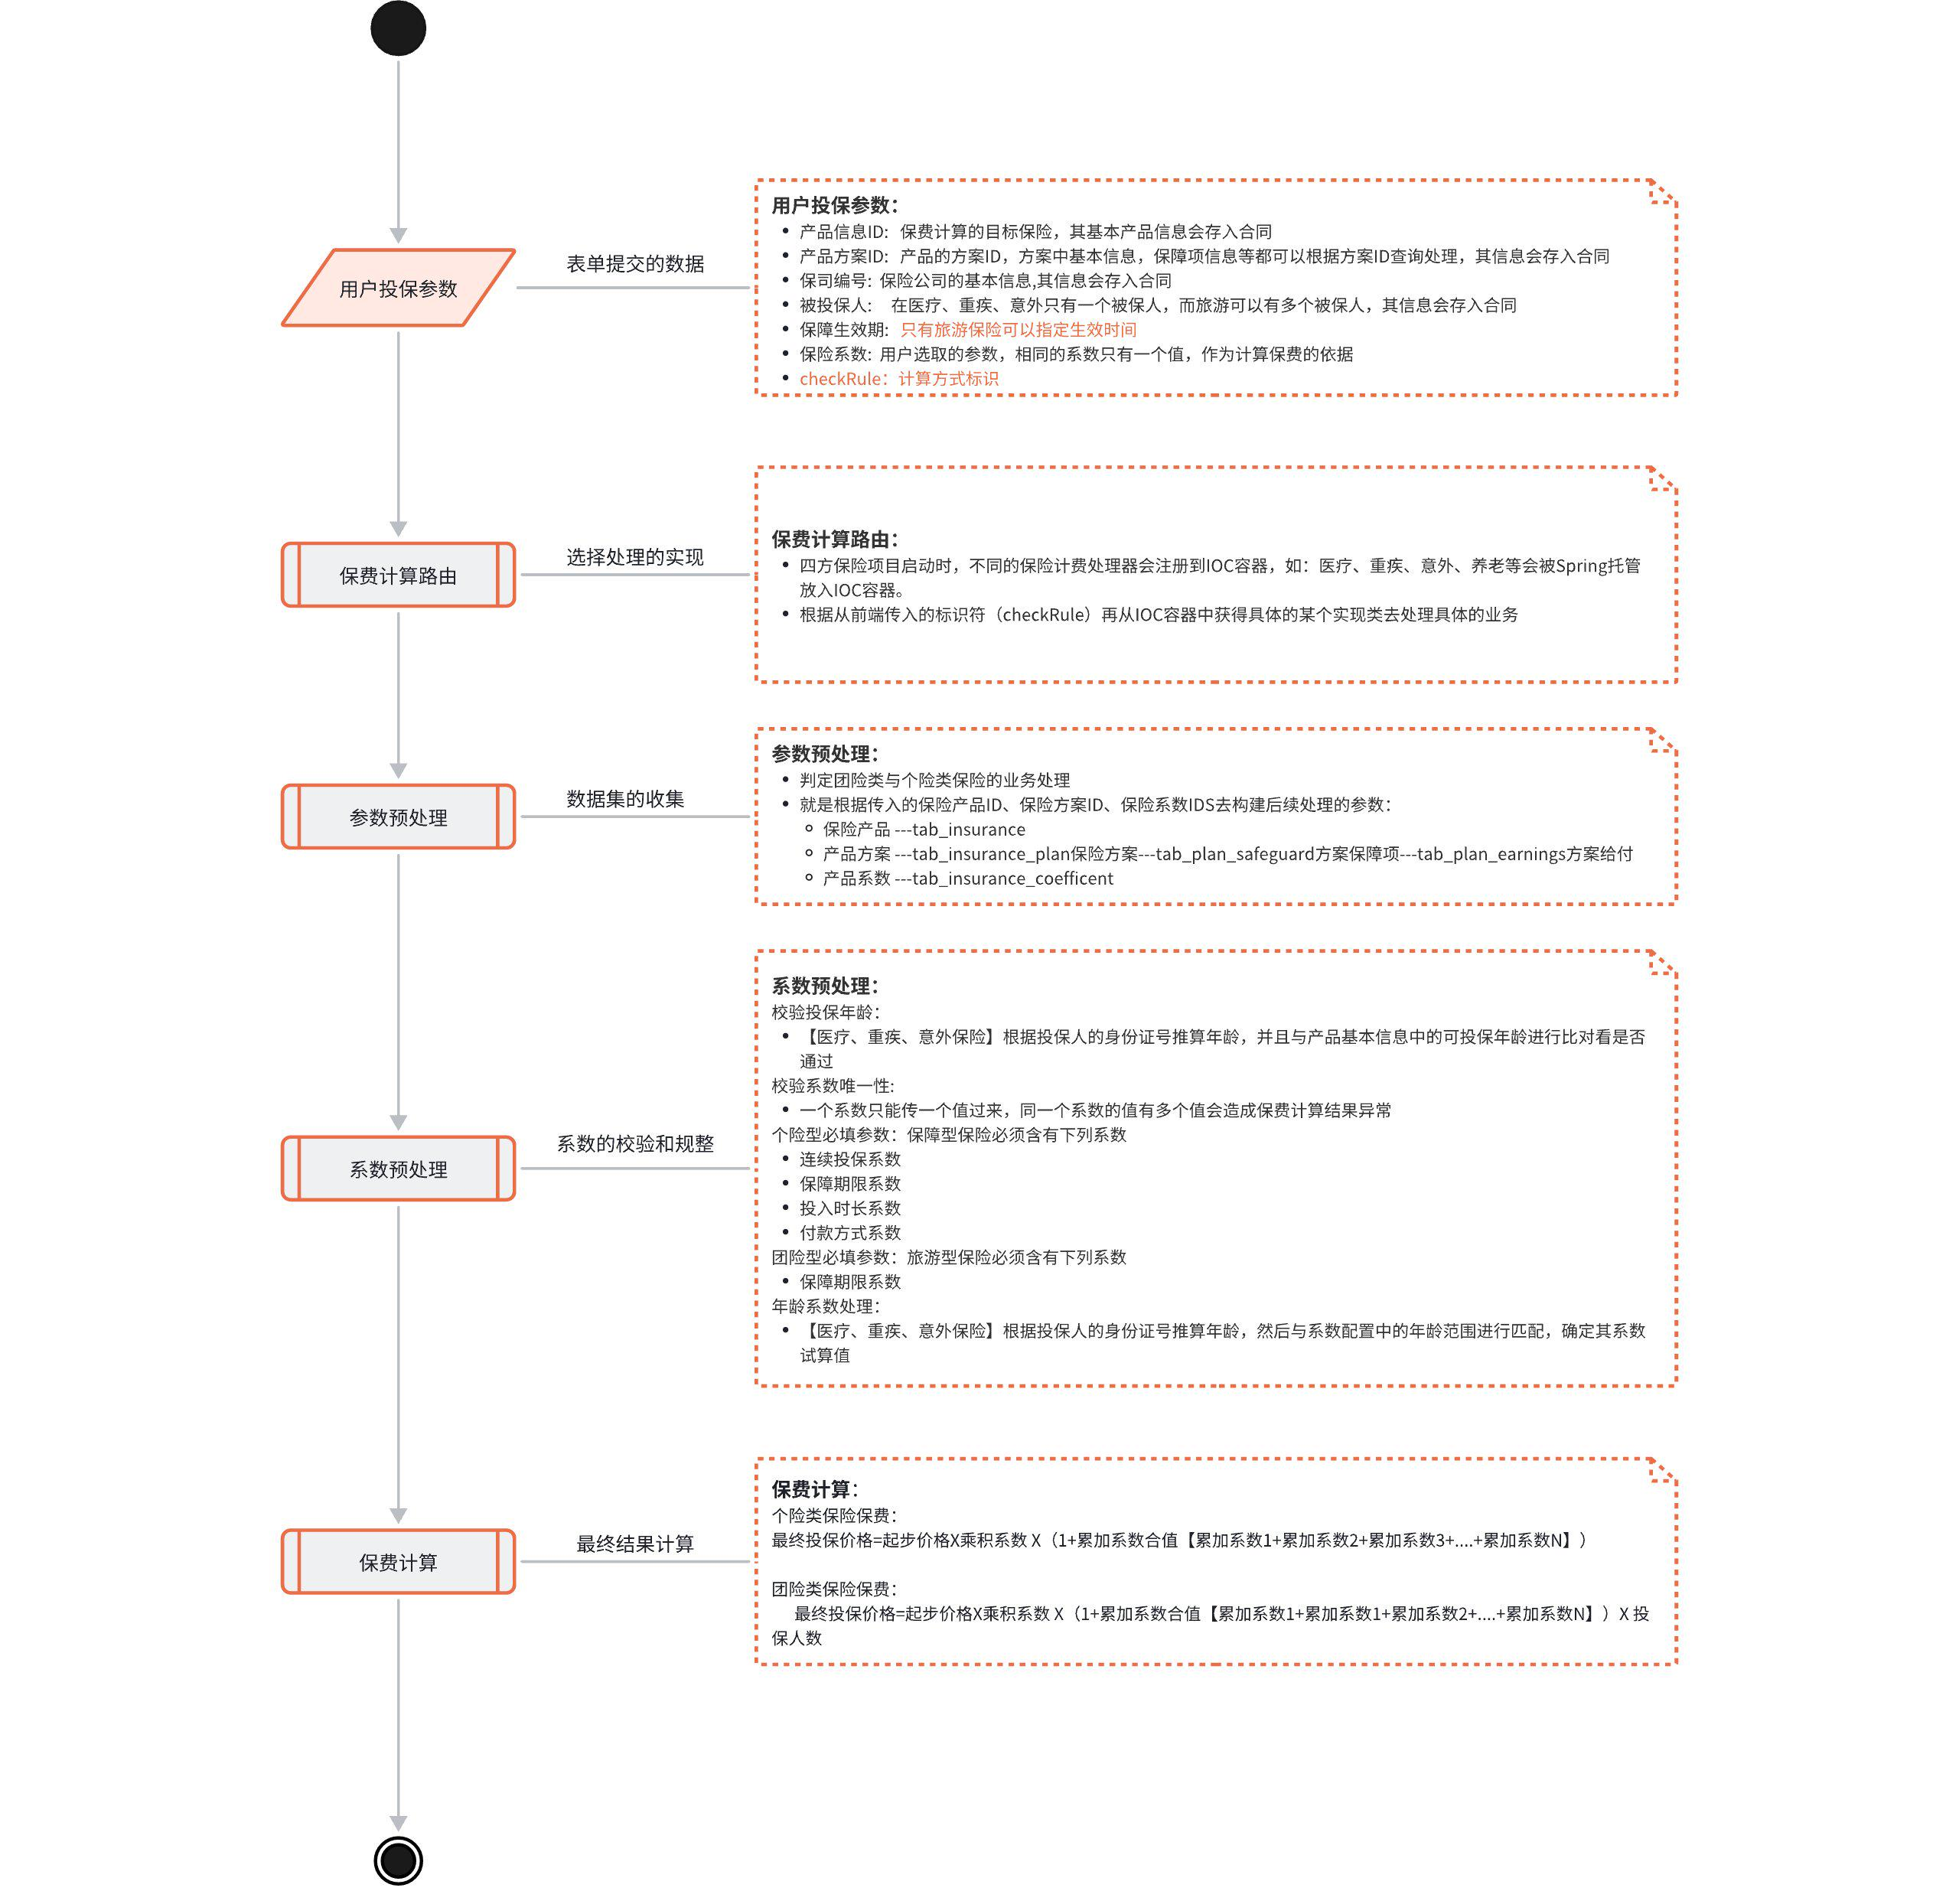 用户投保参数：
产品信息ID:   保费计算的目标保险，其基本产品信息会存入合同
产品方案ID:   产品的方案ID，方案中基本信息，保障项信息等都可以根据方案ID查询处理，其信息会存入合同
保司编号: 保险公司的基本信息,其信息会存入合同
被投保人:    在医疗、重疾、意外只有一个被保人，而旅游可以有多个被保人，其信息会存入合同
保障生效期:  只有旅游保险可以指定生效时间
保险系数: 用户选取的参数，相同的系数只有一个值，作为计算保费的依据
checkRule：计算方式标识
表单提交的数据
用户投保参数
保费计算路由：
四方保险项目启动时，不同的保险计费处理器会注册到IOC容器，如：医疗、重疾、意外、养老等会被Spring托管
放入IOC容器。
根据从前端传入的标识符（checkRule）再从IOC容器中获得具体的某个实现类去处理具体的业务
选择处理的实现
保费计算路由
参数预处理：
判定团险类与个险类保险的业务处理
就是根据传入的保险产品ID、保险方案ID、保险系数IDS去构建后续处理的参数：
保险产品 ---tab_insurance
产品方案 ---tab_insurance_plan保险方案---tab_plan_safeguard方案保障项---tab_plan_earnings方案给付
产品系数 ---tab_insurance_coefficent
数据集的收集
参数预处理
系数预处理：
校验投保年龄：
【医疗、重疾、意外保险】根据投保人的身份证号推算年龄，并且与产品基本信息中的可投保年龄进行比对看是否
通过
校验系数唯一性:
一个系数只能传一个值过来，同一个系数的值有多个值会造成保费计算结果异常
个险型必填参数：保障型保险必须含有下列系数
连续投保系数
保障期限系数
投入时长系数
付款方式系数
团险型必填参数：旅游型保险必须含有下列系数
保障期限系数
年龄系数处理：
【医疗、重疾、意外保险】根据投保人的身份证号推算年龄，然后与系数配置中的年龄范围进行匹配，确定其系数
试算值
系数的校验和规整
系数预处理
保费计算：
个险类保险保费：
最终投保价格=起步价格X乘积系数 X（1+累加系数合值【累加系数1+累加系数2+累加系数3+....+累加系数N】）
团险类保险保费：
最终投保价格=起步价格X乘积系数 X（1+累加系数合值【累加系数1+累加系数1+累加系数2+....+累加系数N】）X 投
保人数
最终结果计算
保费计算